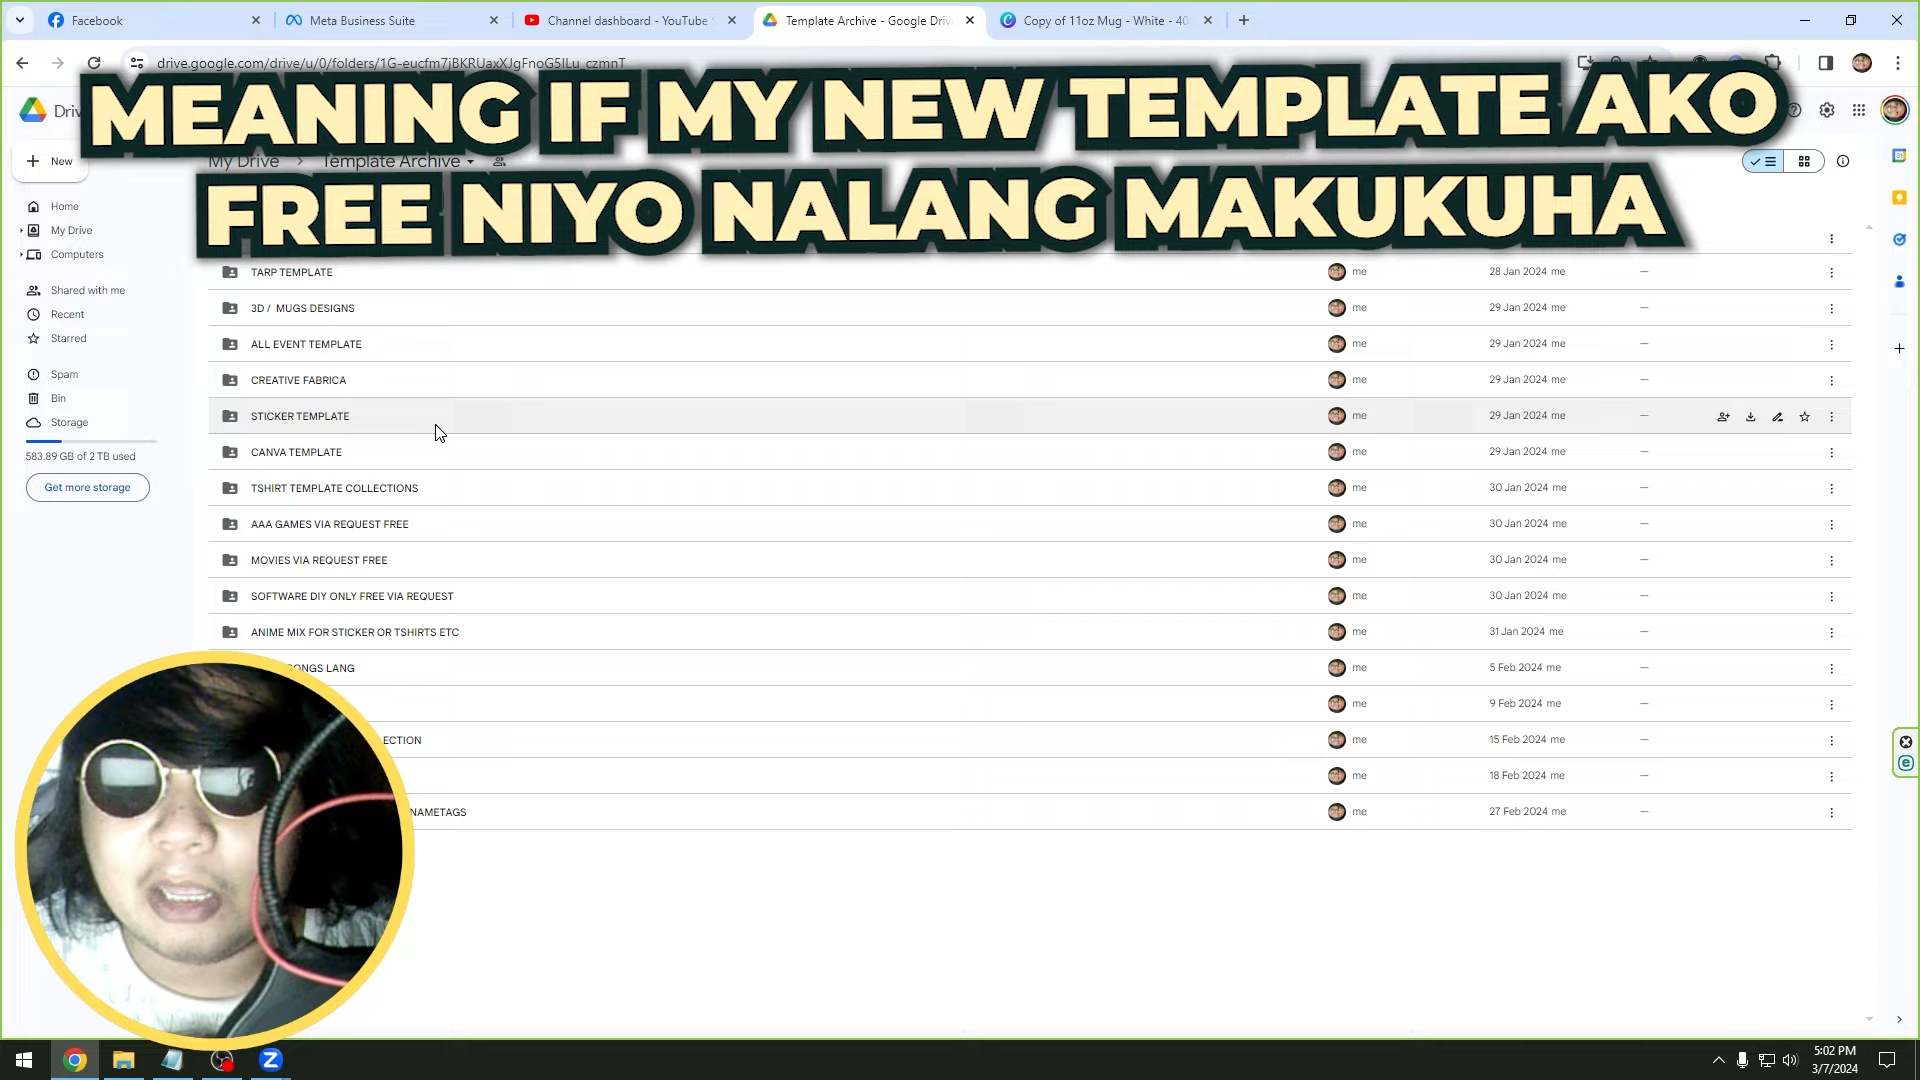 Facebook
Meta Business Suite
Channel dashboard - YouTube
Template Archive - Google Driv
Copy of 11oz Mug - White - 40
drive.google.com/drive/u/0/folders/1G-eucfm7jBKRUaxXJgFnoG5ILu_czmnT
MEANING IF MY NEW TEMPLATE AKO
FREE NIYO NALANG MAKUKUHA
Driv
My Drive
Template Archive
New
Home
My Drive
Computers
Shared with me
Recent
Starred
Spam
Bin
Storage
583.89 GB of 2 TB used
Get more storage
TARP TEMPLATE me 28 Jan 2024 me —
3D / MUGS DESIGNS me 29 Jan 2024 me —
ALL EVENT TEMPLATE me 29 Jan 2024 me —
CREATIVE FABRICA me 29 Jan 2024 me —
STICKER TEMPLATE me 29 Jan 2024 me —
CANVA TEMPLATE me 29 Jan 2024 me —
TSHIRT TEMPLATE COLLECTIONS me 30 Jan 2024 me —
AAA GAMES VIA REQUEST FREE me 30 Jan 2024 me —
MOVIES VIA REQUEST FREE me 30 Jan 2024 me —
SOFTWARE DIY ONLY FREE VIA REQUEST me 30 Jan 2024 me —
ANIME MIX FOR STICKER OR TSHIRTS ETC me 31 Jan 2024 me —
ONGS LANG me 5 Feb 2024 me —
me 9 Feb 2024 me —
ECTION me 15 Feb 2024 me —
me 18 Feb 2024 me —
NAMETAGS me 27 Feb 2024 me —
5:02 PM
3/7/2024